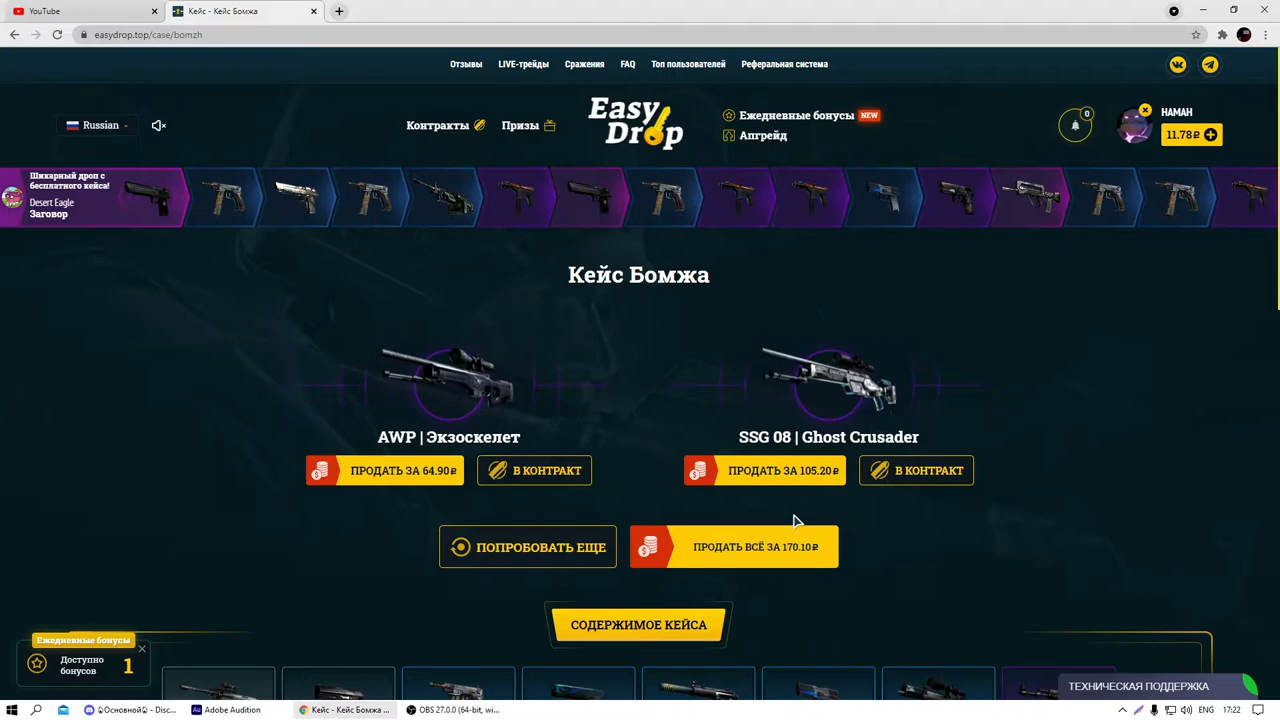 YouTube
Кейс - Кейс Бомжа
easydrop.top/case/bomzh
Отзывы
LIVE-трейды
Сражения
FAQ
Топ пользователей
Реферальная система
Russian
Контракты
Призы
Easy
Drop
Ежедневные бонусы
NEW
Апгрейд
0
НАМАН
11.78₽
Шикарный дроп с
бесплатного кейса!
Desert Eagle
Заговор
Кейс Бомжа
AWP | Экзоскелет
SSG 08 | Ghost Crusader
ПРОДАТЬ ЗА 64.90₽
В КОНТРАКТ
ПРОДАТЬ ЗА 105.20₽
В КОНТРАКТ
ПОПРОБОВАТЬ ЕЩЕ
ПРОДАТЬ ВСЁ ЗА 170.10₽
СОДЕРЖИМОЕ КЕЙСА
Ежедневные бонусы
Доступно
бонусов
1
ТЕХНИЧЕСКАЯ ПОДДЕРЖКА
Основной - Disc...
Adobe Audition
Кейс - Кейс Бомжа ...
OBS 27.0.0 (64-bit, wi...
ENG
17:22